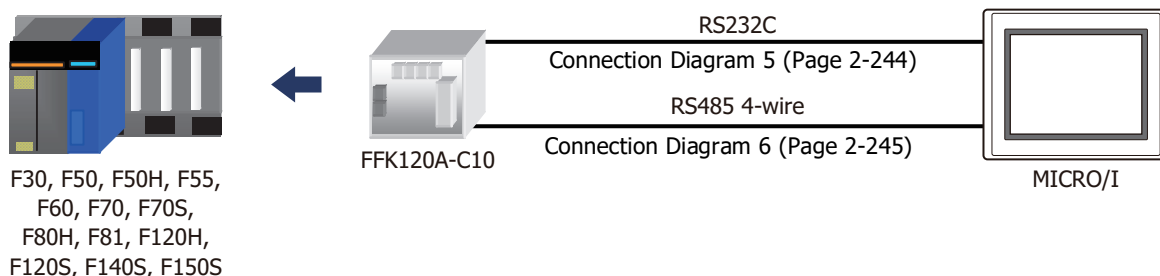 RS232C
Connection Diagram 5 (Page 2-244)
RS485 4-wire
Connection Diagram 6 (Page 2-245)
FFK120A-C10
MICRO/I
F30, F50, F50H, F55,
F60, F70, F70S,
F80H, F81, F120H,
F120S, F140S, F150S